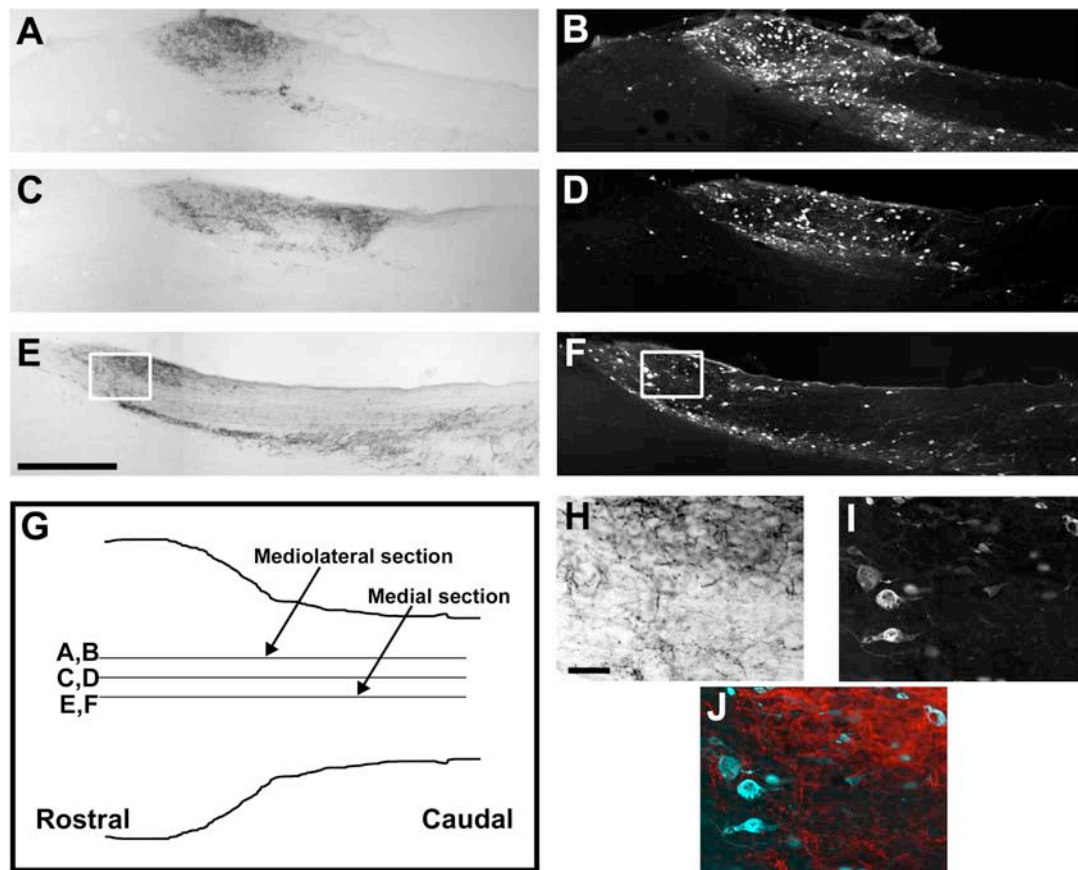 A
B
C
D
E
F
G
Mediolateral section
Medial section
A,B
C,D
E,F
Rostral
Caudal
H
I
J